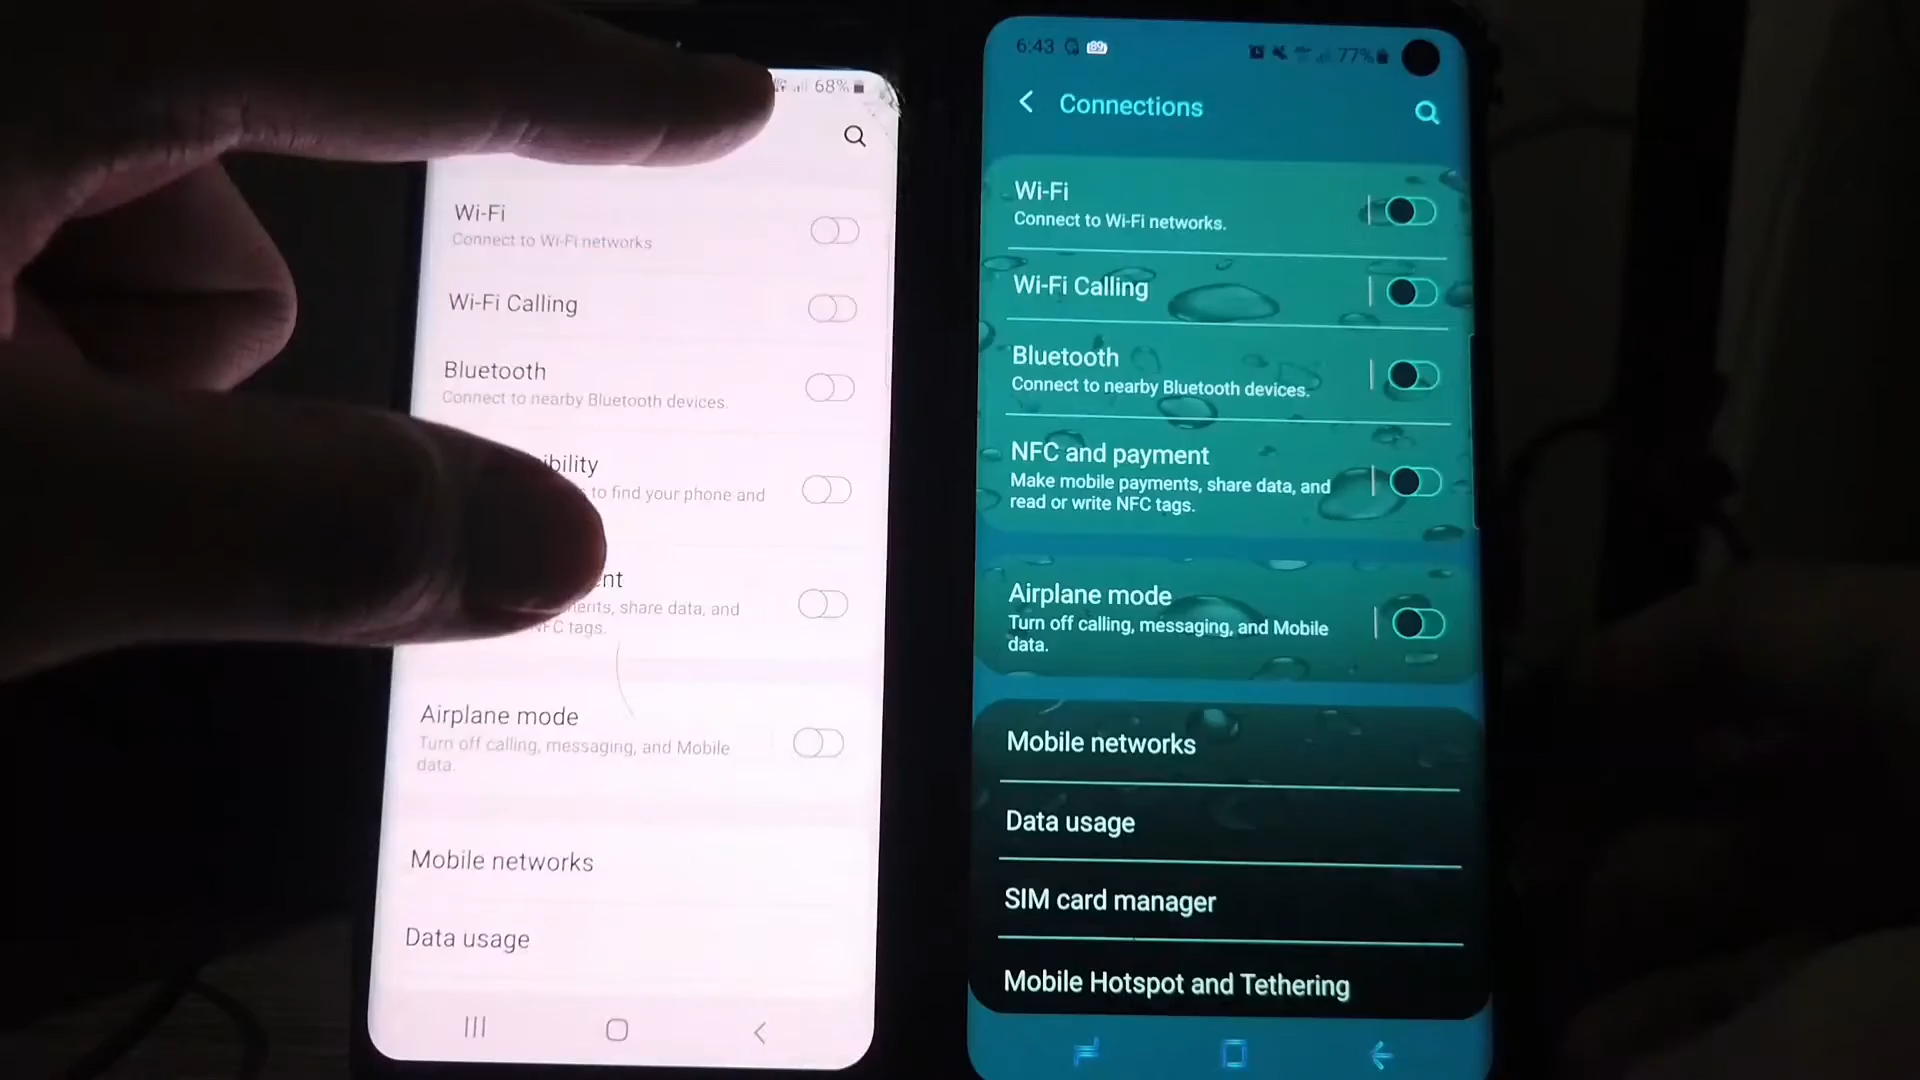 68%
Wi-Fi
Connect to Wi-Fi networks
Wi-Fi Calling
Bluetooth
Connect to nearby Bluetooth devices.
ibility
to find your phone and
nt
share data, and
NFC tags.
Airplane mode
Turn off calling, messaging, and Mobile
data.
Mobile networks
Data usage
6:43
89
77%
Connections
Wi-Fi
Connect to Wi-Fi networks.
Wi-Fi Calling
Bluetooth
Connect to nearby Bluetooth devices.
NFC and payment
Make mobile payments, share data, and
read or write NFC tags.
Airplane mode
Turn off calling, messaging, and Mobile
data.
Mobile networks
Data usage
SIM card manager
Mobile Hotspot and Tethering